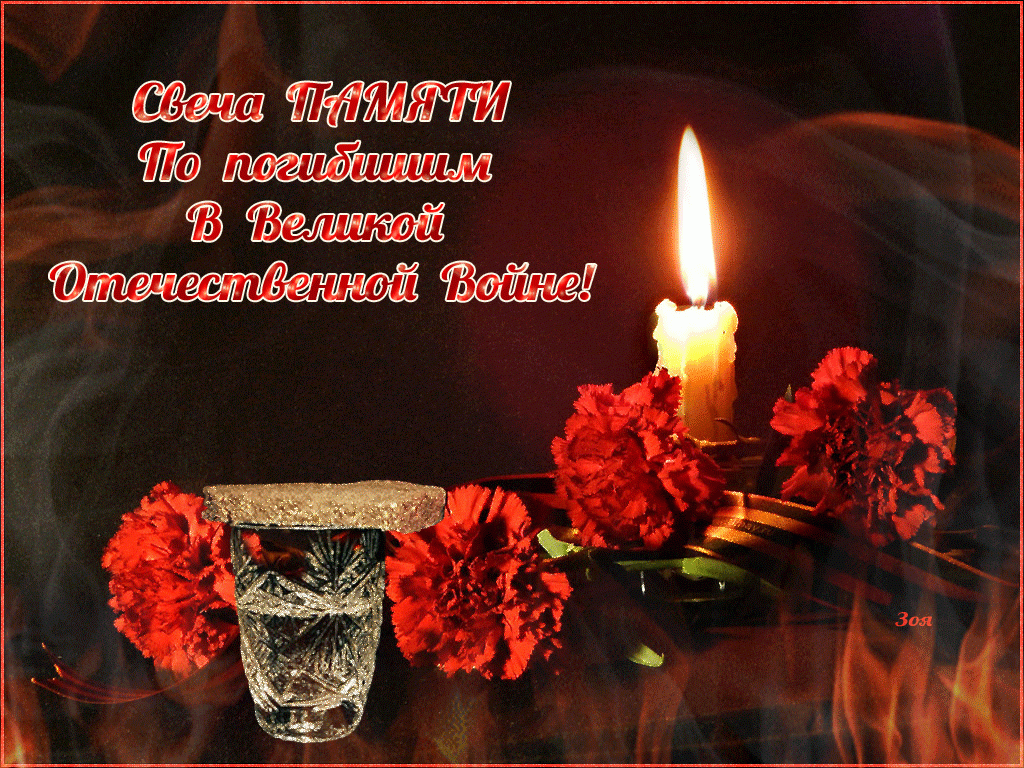 Свеча ПАМЯТИ
По погибшим
В Великой
Отечественной Войне!
Зоя